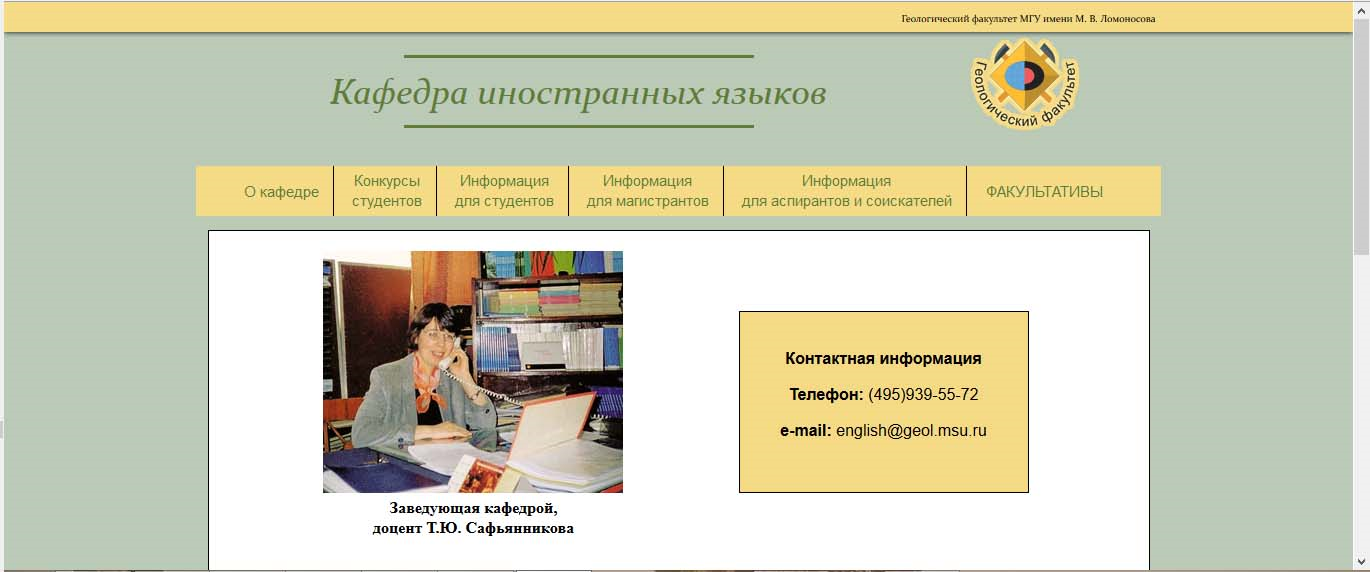 Геологический факультет МГУ имени М. В. Ломоносова
Кафедра иностранных языков
Геологический факультет
О кафедре
Конкурсы
студентов
Информация
для студентов
Информация
для магистрантов
Информация
для аспирантов и соискателей
ФАКУЛЬТАТИВЫ
Контактная информация
Телефон: (495)939-55-72
e-mail: english@geol.msu.ru
Заведующая кафедрой,
доцент Т.Ю. Сафьянникова